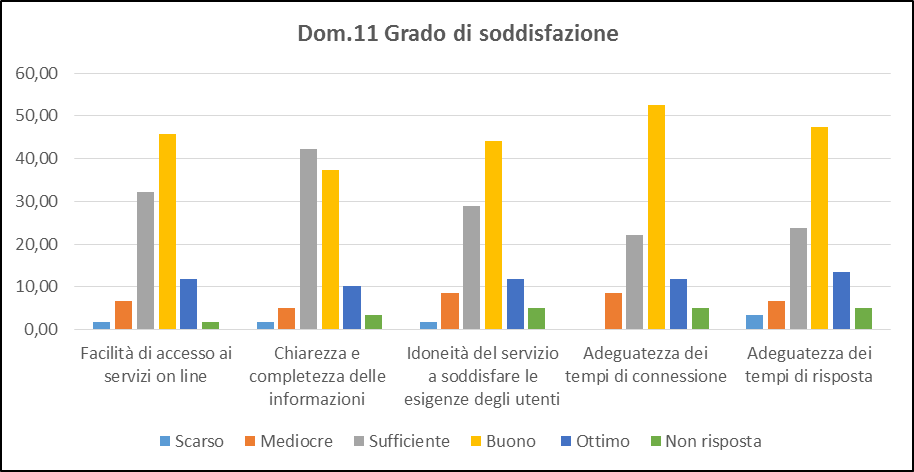 Dom.11 Grado di soddisfazione
60,00
50,00
40,00
30,00
20,00
10,00
0,00
Facilità di accesso ai
servizi on line
Chiarezza e
completezza delle
informazioni
Idoneità del servizio
a soddisfare le
esigenze degli utenti
Adeguatezza dei
tempi di connessione
Adeguatezza dei
tempi di risposta
Scarso Mediocre Sufficiente Buono Ottimo Non risposta